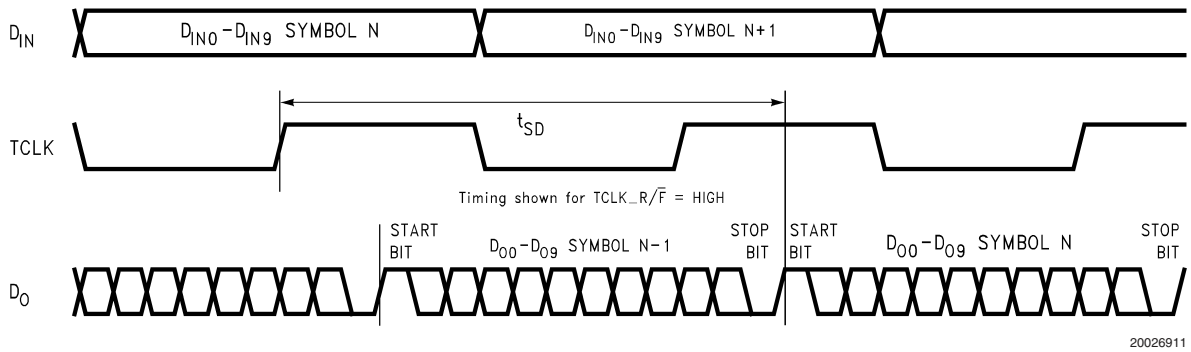 D_IN
D_IN0–D_IN9 SYMBOL N
D_IN0–D_IN9 SYMBOL N+1
t_SD
TCLK
Timing shown for TCLK_R/F̅ = HIGH
START BIT
D_O0–D_O9 SYMBOL N-1
STOP BIT
START BIT
D_O0–D_O9 SYMBOL N
STOP BIT
D_O
20026911